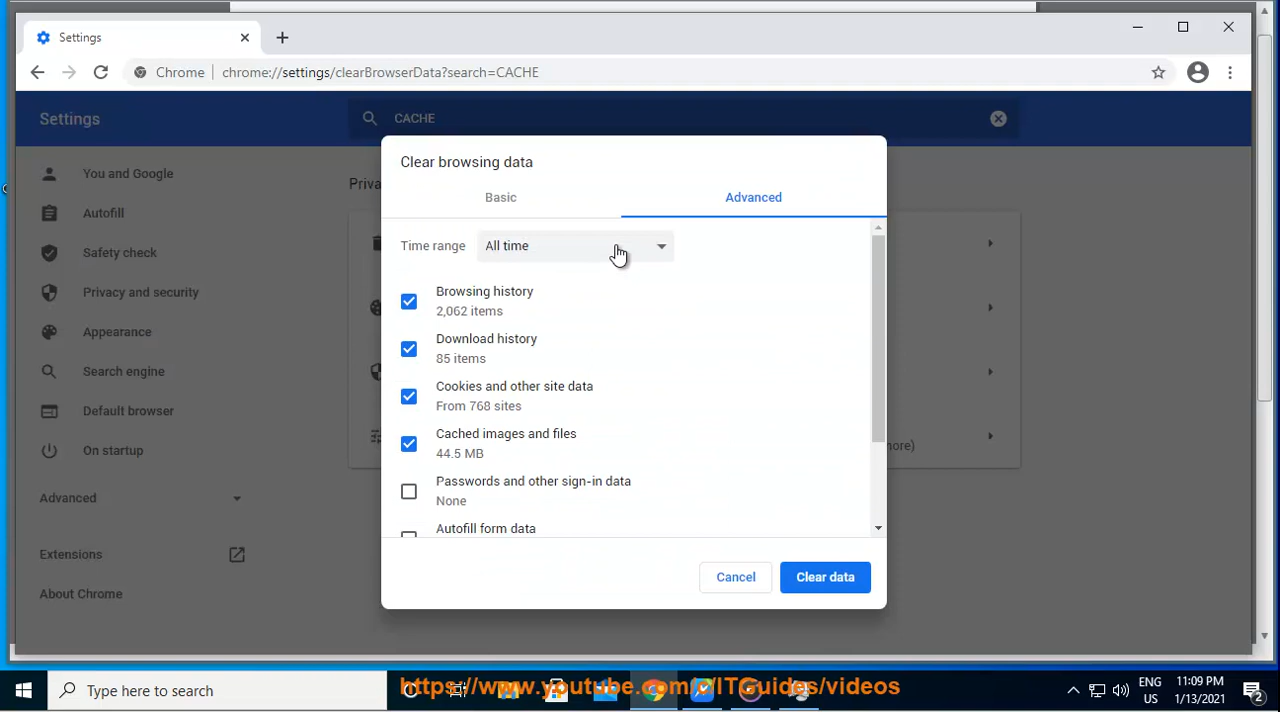 Settings
Chrome
chrome://settings/clearBrowserData?search=CACHE
Settings
CACHE
You and Google
Autofill
Safety check
Privacy and security
Appearance
Search engine
Default browser
On startup
Advanced
Extensions
About Chrome
Priva
ore)
Clear browsing data
Basic
Advanced
Time range
All time
Browsing history
2,062 items
Download history
85 items
Cookies and other site data
From 768 sites
Cached images and files
44.5 MB
Passwords and other sign-in data
None
Autofill form data
Cancel
Clear data
Type here to search
https://www.youtube.com/c/ITGuides/videos
ENG
US
11:09 PM
1/13/2021
2